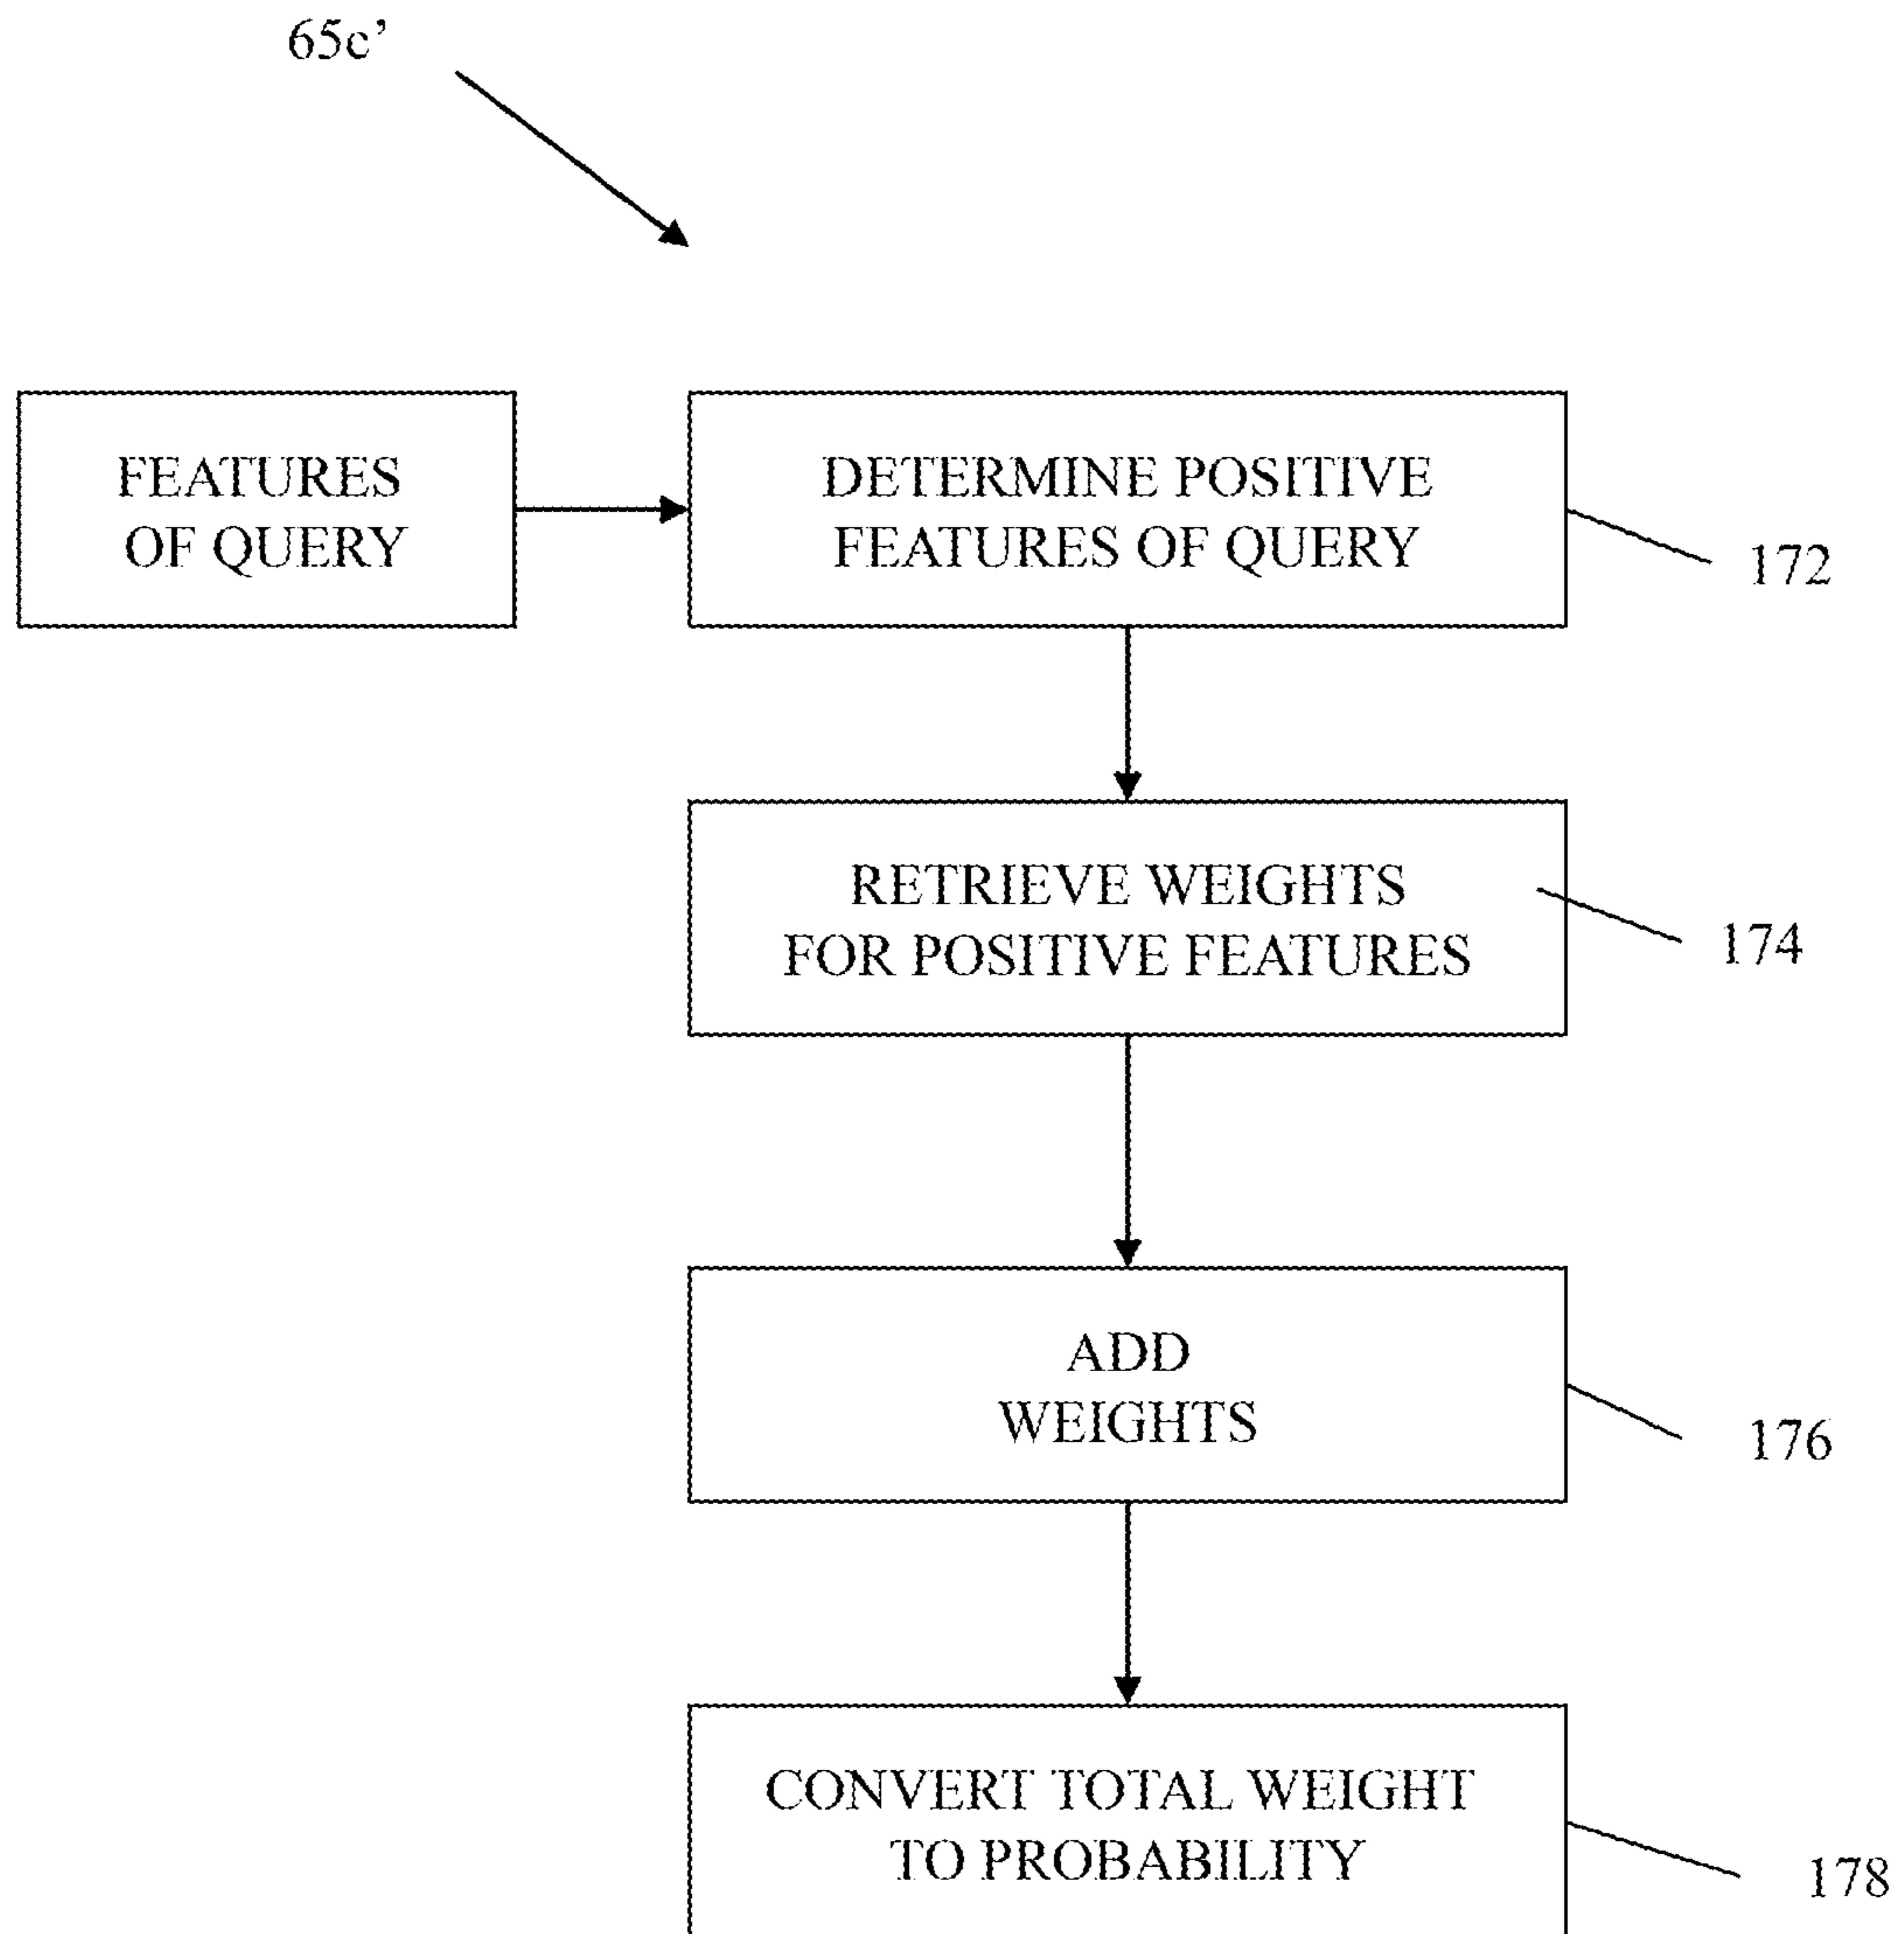 65c’
FEATURES
OF QUERY
DETERMINE POSITIVE
FEATURES OF QUERY
172
RETRIEVE WEIGHTS
FOR POSITIVE FEATURES
174
ADD
WEIGHTS
176
CONVERT TOTAL WEIGHT
TO PROBABILITY
178